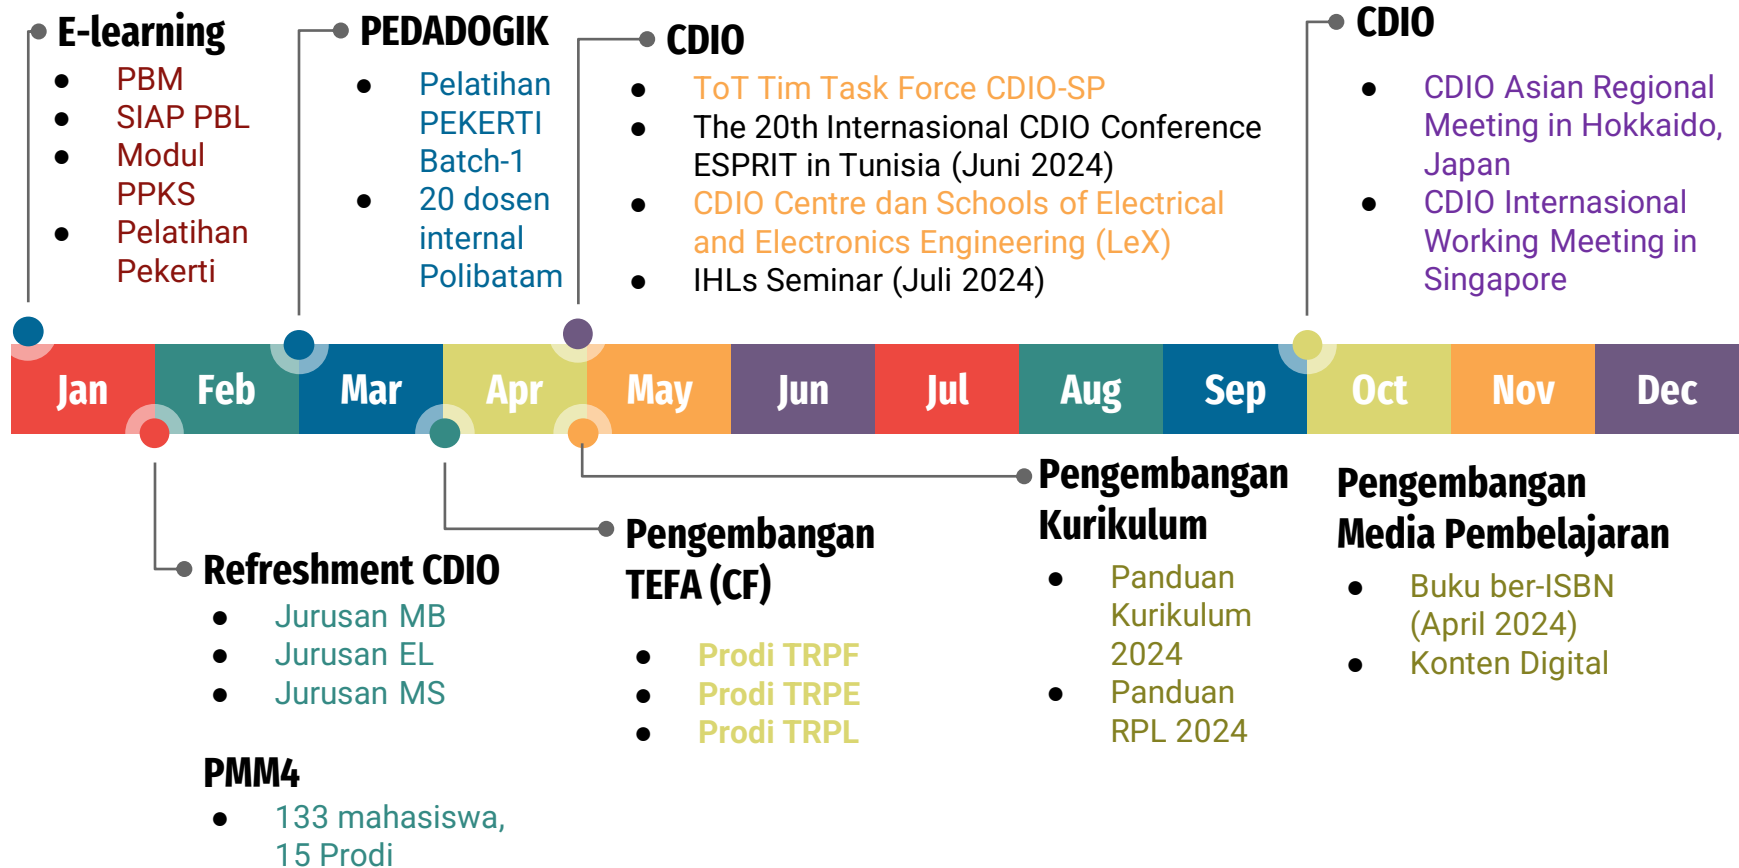 E-learning
PBM
SIAP PBL
Modul
PPKS
Pelatihan
Pekerti
PEDADOGIK
Pelatihan
PEKERTI
Batch-1
20 dosen
internal
Polibatam
CDIO
ToT Tim Task Force CDIO-SP
The 20th Internasional CDIO Conference
ESPRIT in Tunisia (Juni 2024)
CDIO Centre dan Schools of Electrical
and Electronics Engineering (LeX)
IHLs Seminar (Juli 2024)
CDIO
CDIO Asian Regional
Meeting in Hokkaido,
Japan
CDIO Internasional
Working Meeting in
Singapore
Jan Feb Mar Apr May Jun Jul Aug Sep Oct Nov Dec
Refreshment CDIO
Jurusan MB
Jurusan EL
Jurusan MS
PMM4
133 mahasiswa,
15 Prodi
Pengembangan
TEFA (CF)
Prodi TRPF
Prodi TRPE
Prodi TRPL
Pengembangan
Kurikulum
Panduan
Kurikulum
2024
Panduan
RPL 2024
Pengembangan
Media Pembelajaran
Buku ber-ISBN
(April 2024)
Konten Digital